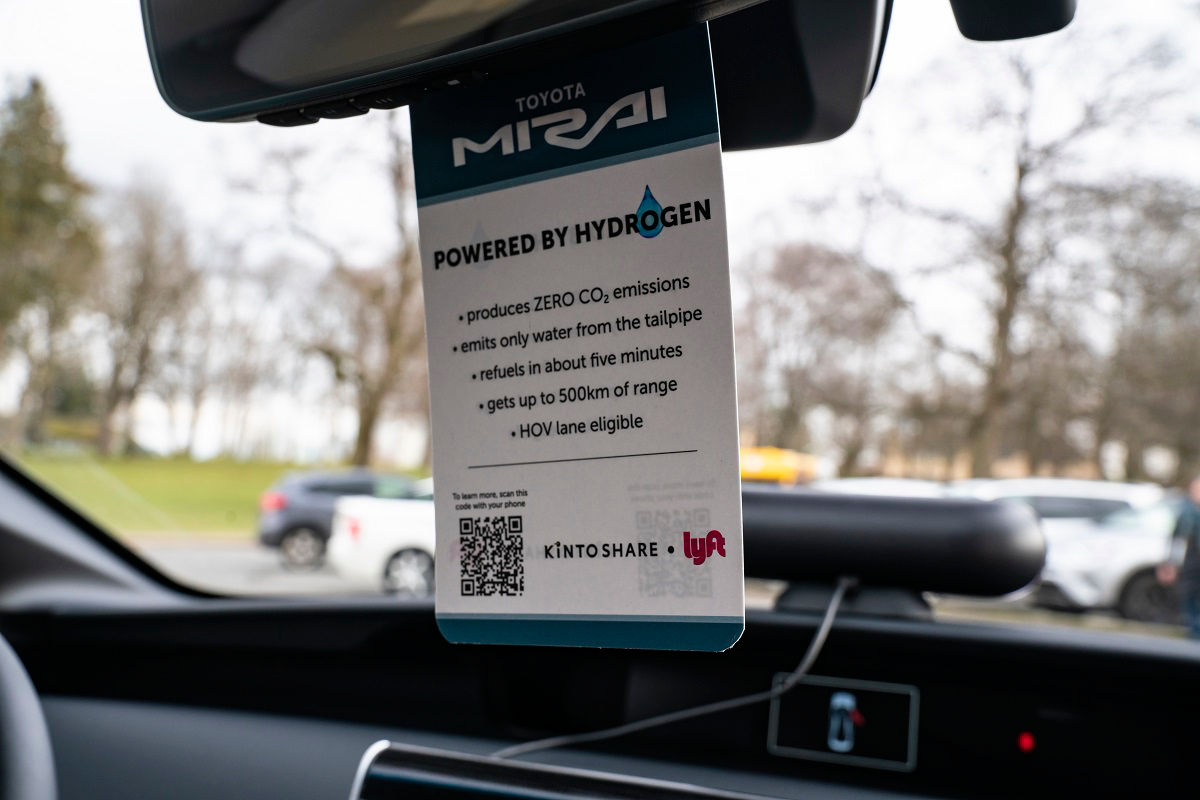 TOYOTA
MIRAI
POWERED BY HYDROGEN
• produces ZERO CO₂ emissions
• emits only water from the tailpipe
• refuels in about five minutes
• gets up to 500km of range
• HOV lane eligible
To learn more, scan this
code with your phone
KINTO SHARE • lyft